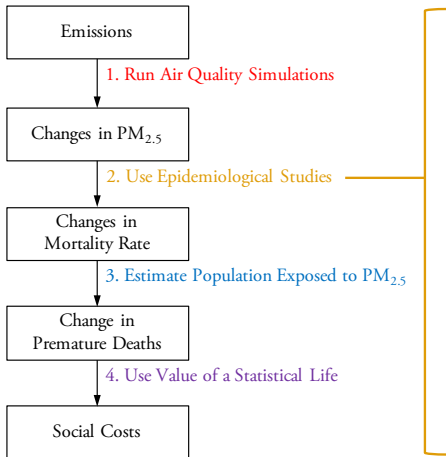 Emissions
1. Run Air Quality Simulations
Changes in PM₂.₅
2. Use Epidemiological Studies
Changes in
Mortality Rate
3. Estimate Population Exposed to PM₂.₅
Change in
Premature Deaths
4. Use Value of a Statistical Life
Social Costs